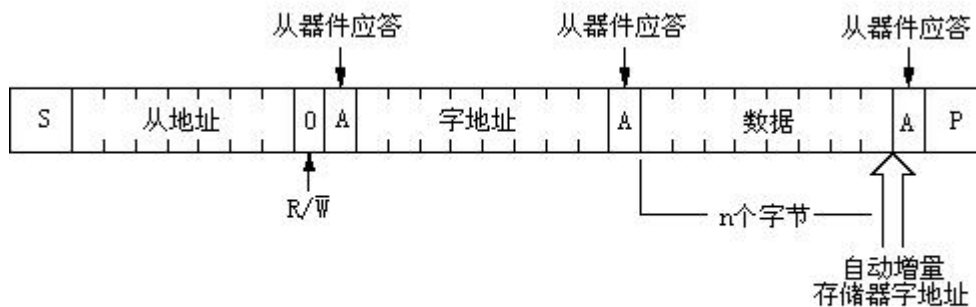 从器件应答 从器件应答 从器件应答
S 从地址 0 A 字地址 A 数据 A P
R/W̅
n个字节
自动增量
存储器字地址